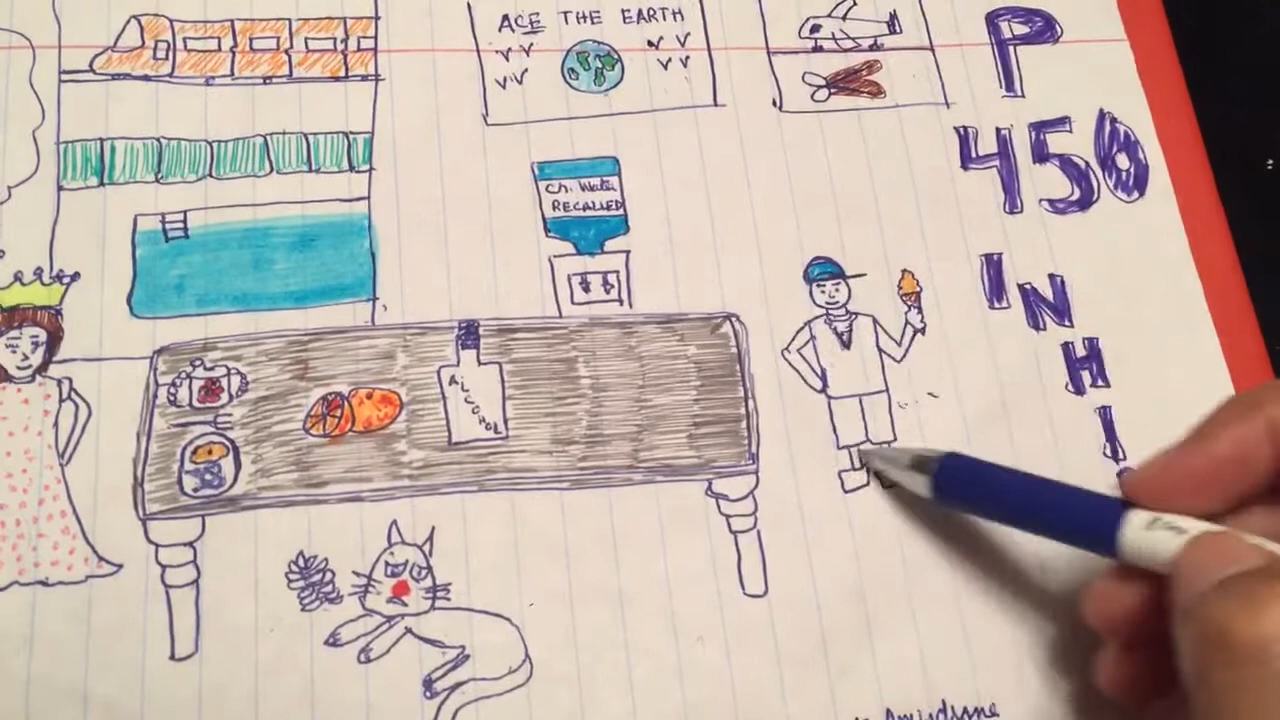 ACE THE EARTH
Ch. Water
RECALLED
ALCOHOL
P
450
INHI